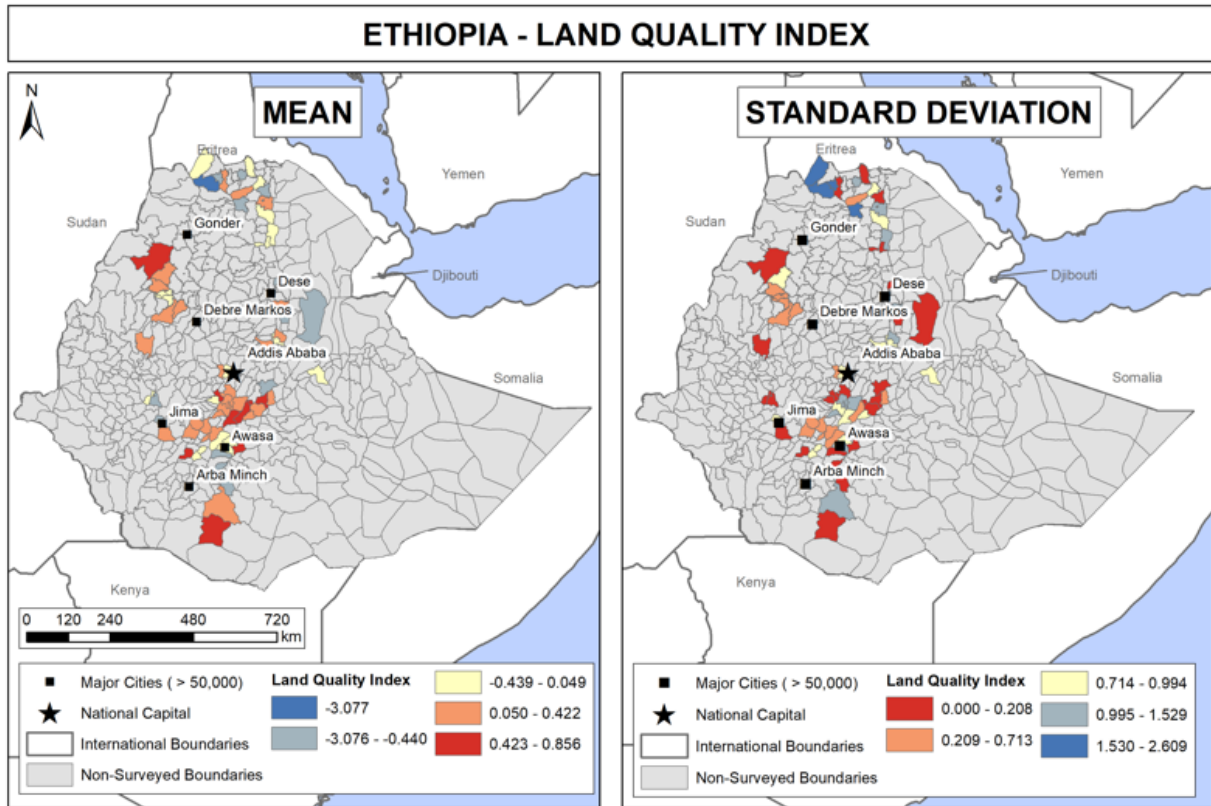 ETHIOPIA - LAND QUALITY INDEX
N
MEAN
Eritrea
Yemen
Sudan
Gonder
Djibouti
Dese
Debre Markos
Addis Ababa
Somalia
Jima
Awasa
Arba Minch
Kenya
0 120 240 480 720
km
Major Cities ( > 50,000)
National Capital
International Boundaries
Non-Surveyed Boundaries
Land Quality Index
-3.077
-3.076 - -0.440
-0.439 - 0.049
0.050 - 0.422
0.423 - 0.856
STANDARD DEVIATION
Eritrea
Yemen
Sudan
Gonder
Djibouti
Dese
Debre Markos
Addis Ababa
Somalia
Jima
Awasa
Arba Minch
Kenya
Major Cities ( > 50,000)
National Capital
International Boundaries
Non-Surveyed Boundaries
Land Quality Index
0.000 - 0.208
0.209 - 0.713
0.714 - 0.994
0.995 - 1.529
1.530 - 2.609